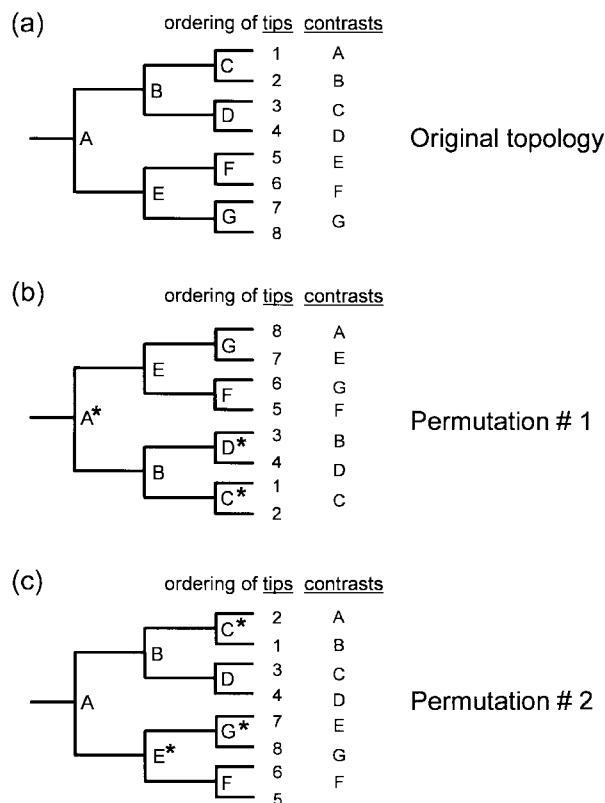 (a)
ordering of tips contrasts
1 A
C
2 B
B
3 C
D
4 D
A
Original topology
5 E
F
6 F
E
7 G
G
8
(b)
ordering of tips contrasts
8 A
G
7 E
E
6 G
F
5 F
A*
Permutation # 1
3 B
D*
4 D
B
1 C
C*
2
(c)
ordering of tips contrasts
2 A
C*
1 B
B
3 C
D
4 D
A
Permutation # 2
7 E
G*
8 G
E*
6 F
F
5